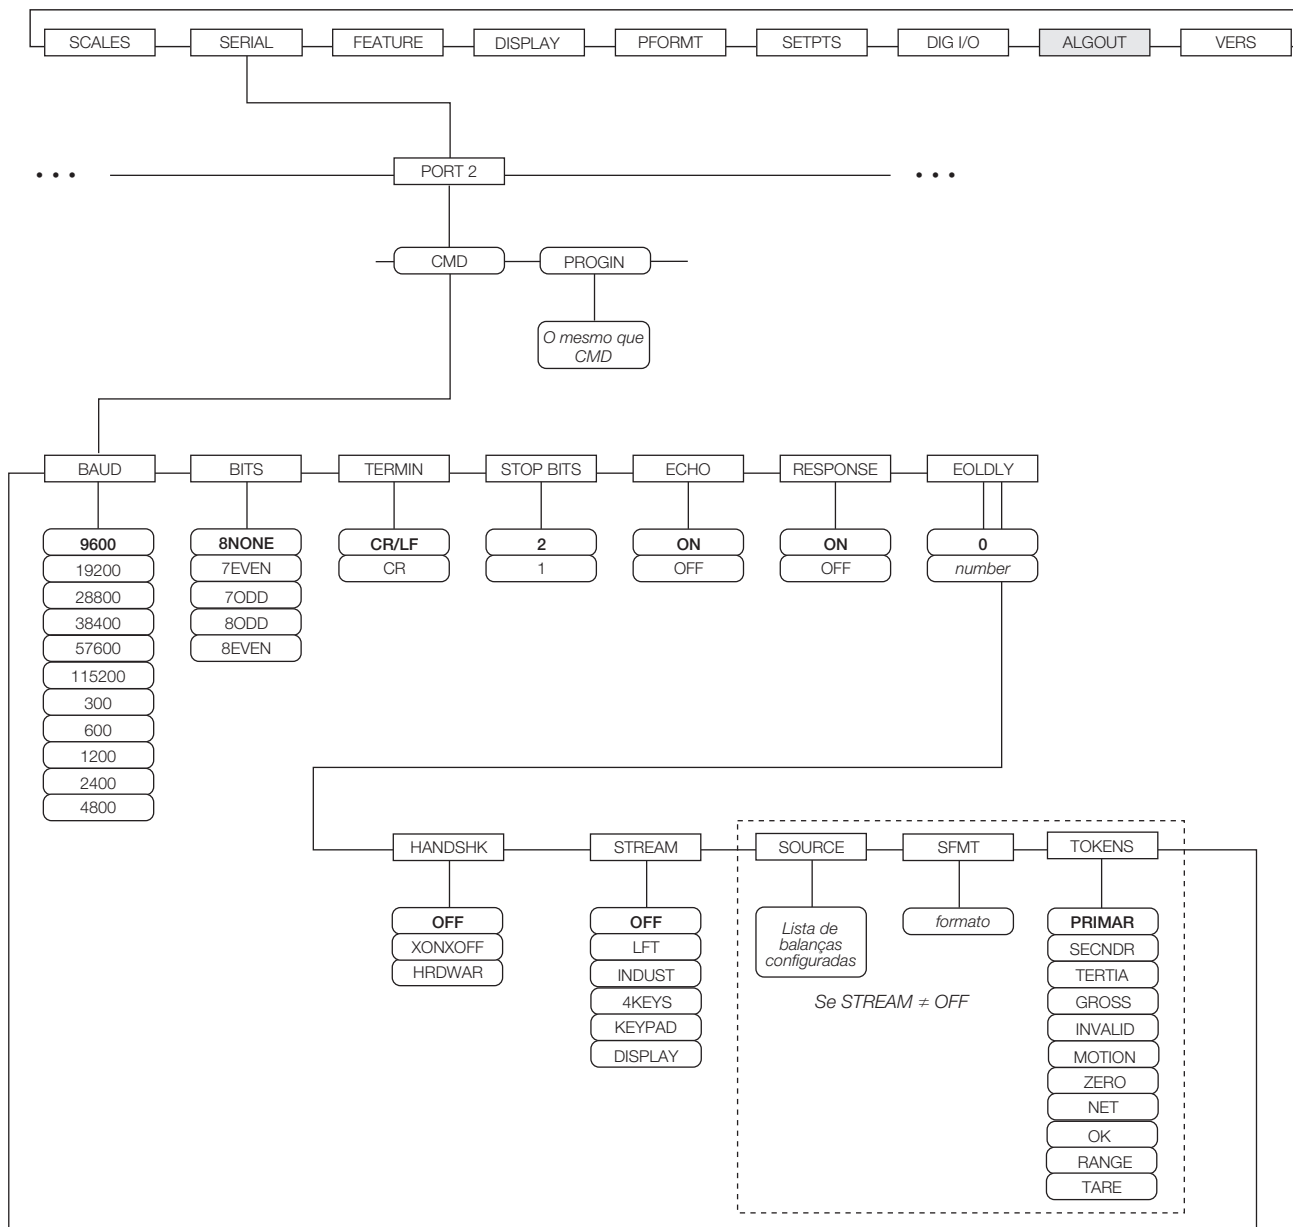 SCALES
SERIAL
FEATURE
DISPLAY
PFORMT
SETPTS
DIG I/O
ALGOUT
VERS
• • •
PORT 2
• • •
CMD
PROGIN
O mesmo que
CMD
BAUD
BITS
TERMIN
STOP BITS
ECHO
RESPONSE
EOLDLY
9600
19200
28800
38400
57600
115200
300
600
1200
2400
4800
8NONE
7EVEN
7ODD
8ODD
8EVEN
CR/LF
CR
2
1
ON
OFF
ON
OFF
0
number
HANDSHK
STREAM
SOURCE
SFMT
TOKENS
OFF
XONXOFF
HRDWAR
OFF
LFT
INDUST
4KEYS
KEYPAD
DISPLAY
Lista de
balanças
configuradas
formato
Se STREAM ≠ OFF
PRIMAR
SECNDR
TERTIA
GROSS
INVALID
MOTION
ZERO
NET
OK
RANGE
TARE